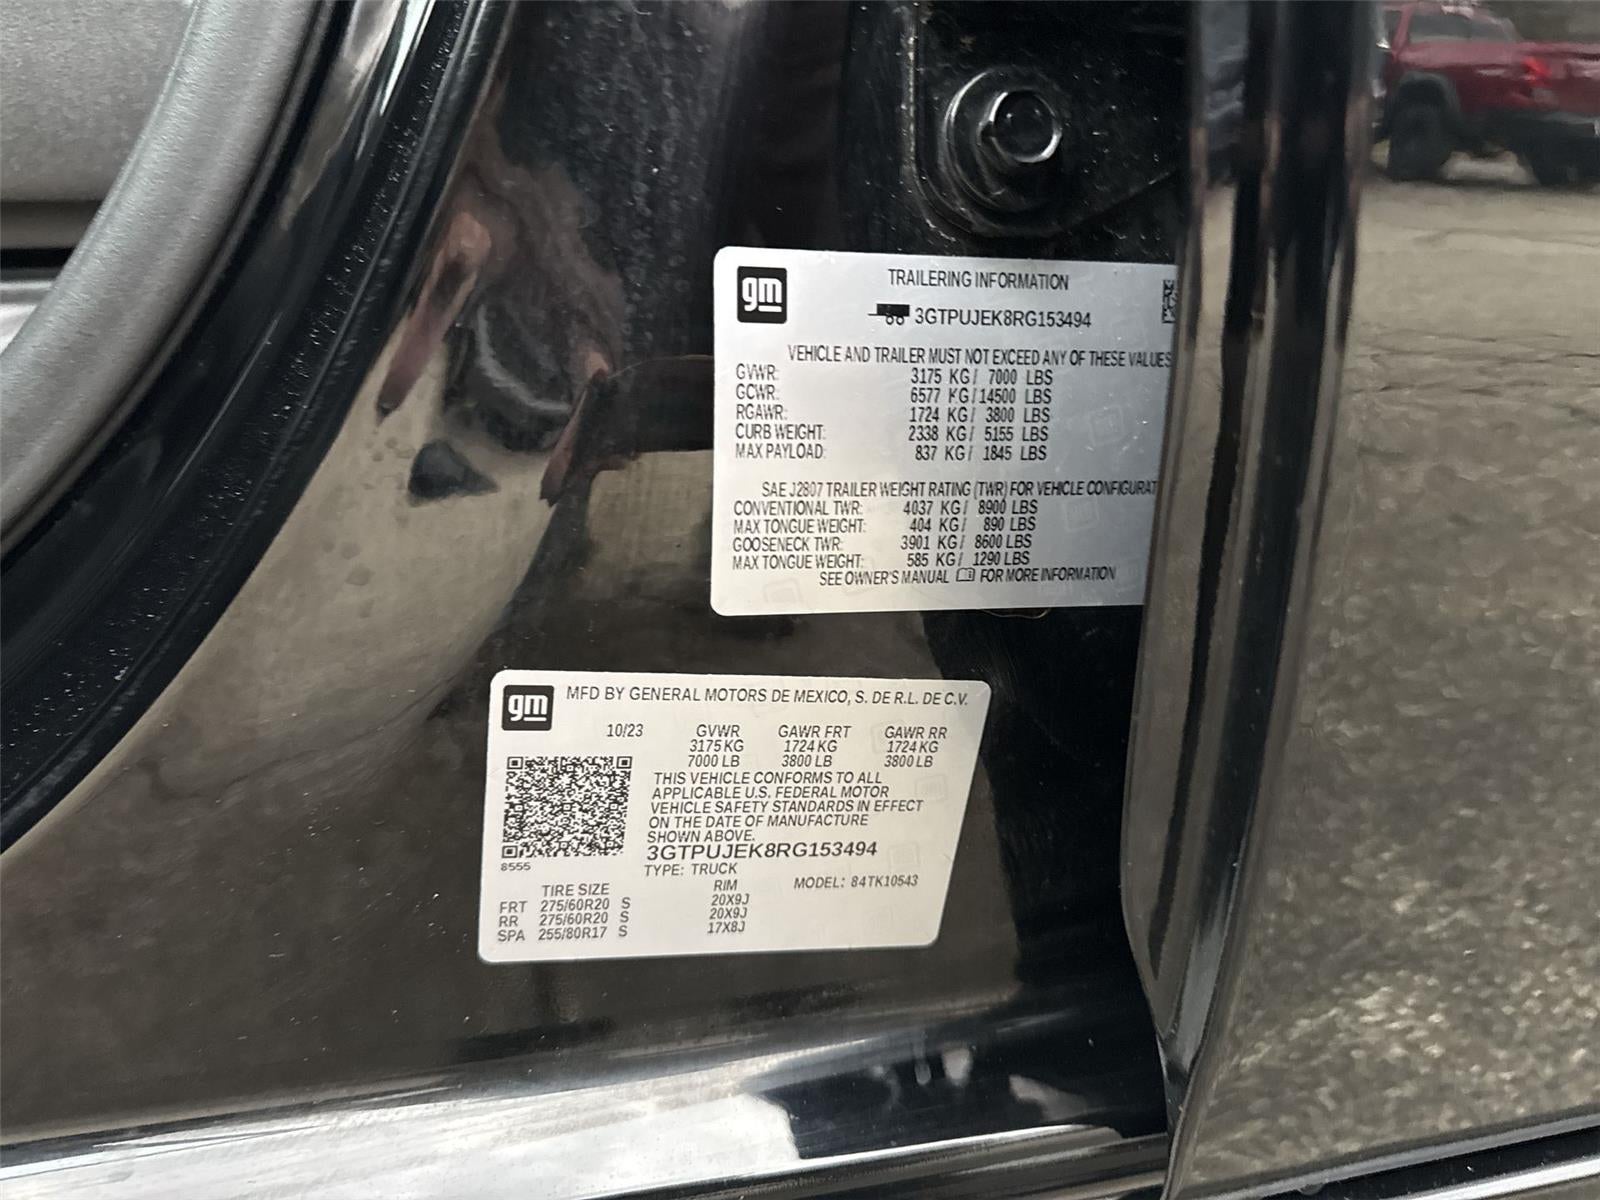 gm
TRAILERING INFORMATION
3GTPUJEK8RG153494
VEHICLE AND TRAILER MUST NOT EXCEED ANY OF THESE VALUES
GVWR: 3175 KG/ 7000 LBS
GCWR: 6577 KG/14500 LBS
RGAWR: 1724 KG/ 3800 LBS
CURB WEIGHT: 2338 KG/ 5155 LBS
MAX PAYLOAD: 837 KG/ 1845 LBS
SAE J2807 TRAILER WEIGHT RATING (TWR) FOR VEHICLE CONFIGURAT
CONVENTIONAL TWR: 4037 KG/ 8900 LBS
MAX TONGUE WEIGHT: 404 KG/ 890 LBS
GOOSENECK TWR: 3901 KG/ 8600 LBS
MAX TONGUE WEIGHT: 585 KG/ 1290 LBS
SEE OWNER'S MANUAL FOR MORE INFORMATION
gm
MFD BY GENERAL MOTORS DE MEXICO, S. DE R.L. DE C.V.
10/23 GVWR GAWR FRT GAWR RR
3175 KG 1724 KG 1724 KG
7000 LB 3800 LB 3800 LB
THIS VEHICLE CONFORMS TO ALL
APPLICABLE U.S. FEDERAL MOTOR
VEHICLE SAFETY STANDARDS IN EFFECT
ON THE DATE OF MANUFACTURE
SHOWN ABOVE.
3GTPUJEK8RG153494
8555
TYPE: TRUCK
TIRE SIZE RIM MODEL: 84TK10543
FRT 275/60R20 S 20X9J
RR 275/60R20 S 20X9J
SPA 255/80R17 S 17X8J